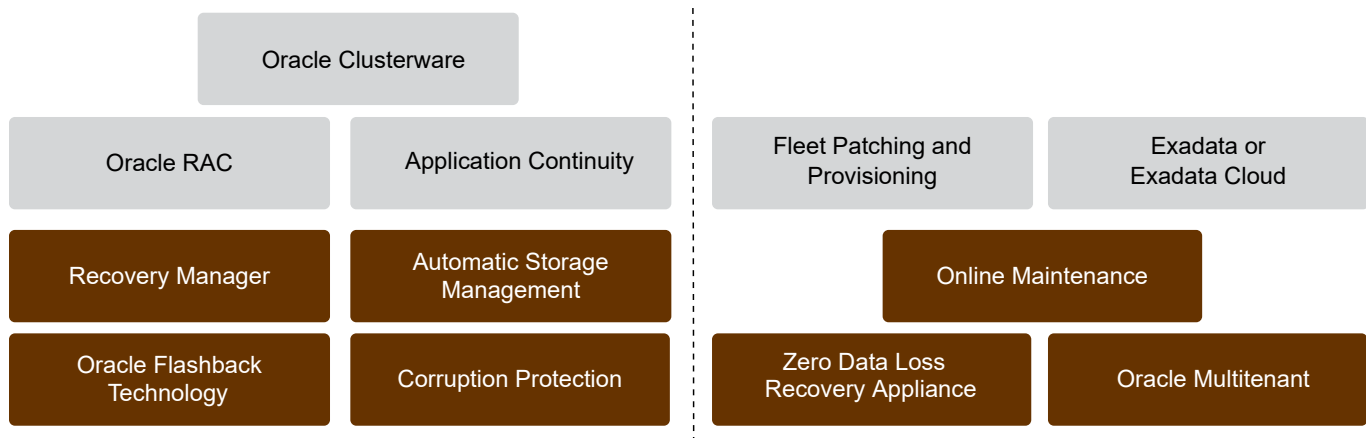 Oracle Clusterware
Oracle RAC
Application Continuity
Recovery Manager
Automatic Storage
Management
Oracle Flashback
Technology
Corruption Protection
Fleet Patching and
Provisioning
Exadata or
Exadata Cloud
Online Maintenance
Zero Data Loss
Recovery Appliance
Oracle Multitenant